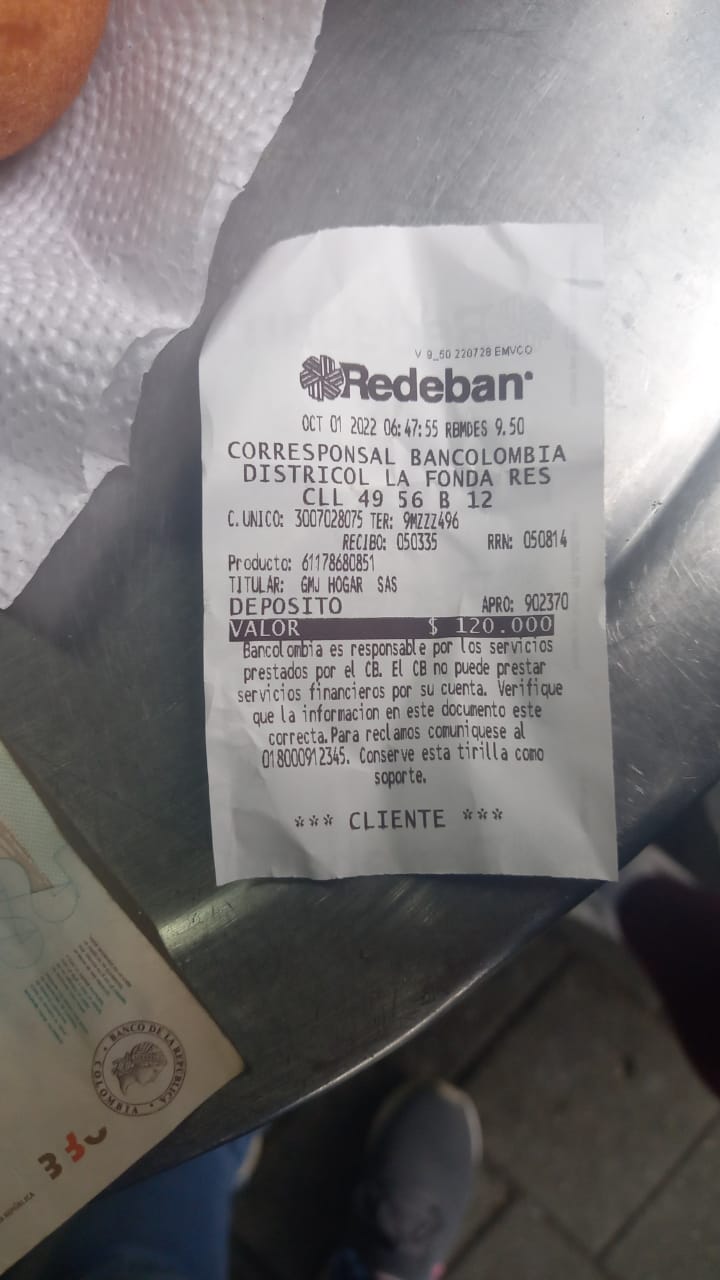 V 9_50 220728 EMVCO
Redeban
OCT 01 2022 06:47:55 RBMDES 9.50
CORRESPONSAL BANCOLOMBIA
DISTRICOL LA FONDA RES
CLL 49 56 B 12
C.UNICO: 3007028075 TER: 9MZZZ496
RECIBO: 050335 RRN: 050814
Producto: 61178680851
TITULAR: GMJ HOGAR SAS
DEPOSITO APRO: 902370
VALOR $ 120.000
Bancolombia es responsable por los servicios
prestados por el CB. El CB no puede prestar
servicios financieros por su cuenta. Verifique
que la informacion en este documento este
correcta.Para reclamos comuniquese al
018000912345. Conserve esta tirilla como
soporte.
*** CLIENTE ***
BANCO DE LA REPUBLICA
COLOMBIA